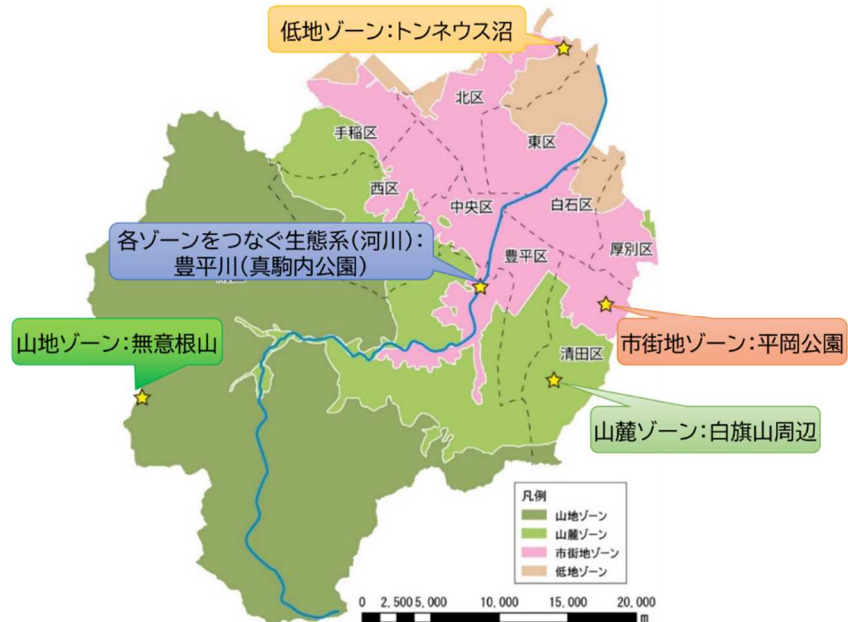 低地ゾーン：トンネウス沼
北区
手稲区
東区
西区
中央区
白石区
各ゾーンをつなぐ生態系（河川）：
豊平川（真駒内公園）
豊平区
厚別区
山地ゾーン：無意根山
市街地ゾーン：平岡公園
清田区
山麓ゾーン：白旗山周辺
凡例
山地ゾーン
山麓ゾーン
市街地ゾーン
低地ゾーン
0 2,500 5,000 10,000 15,000 20,000
m